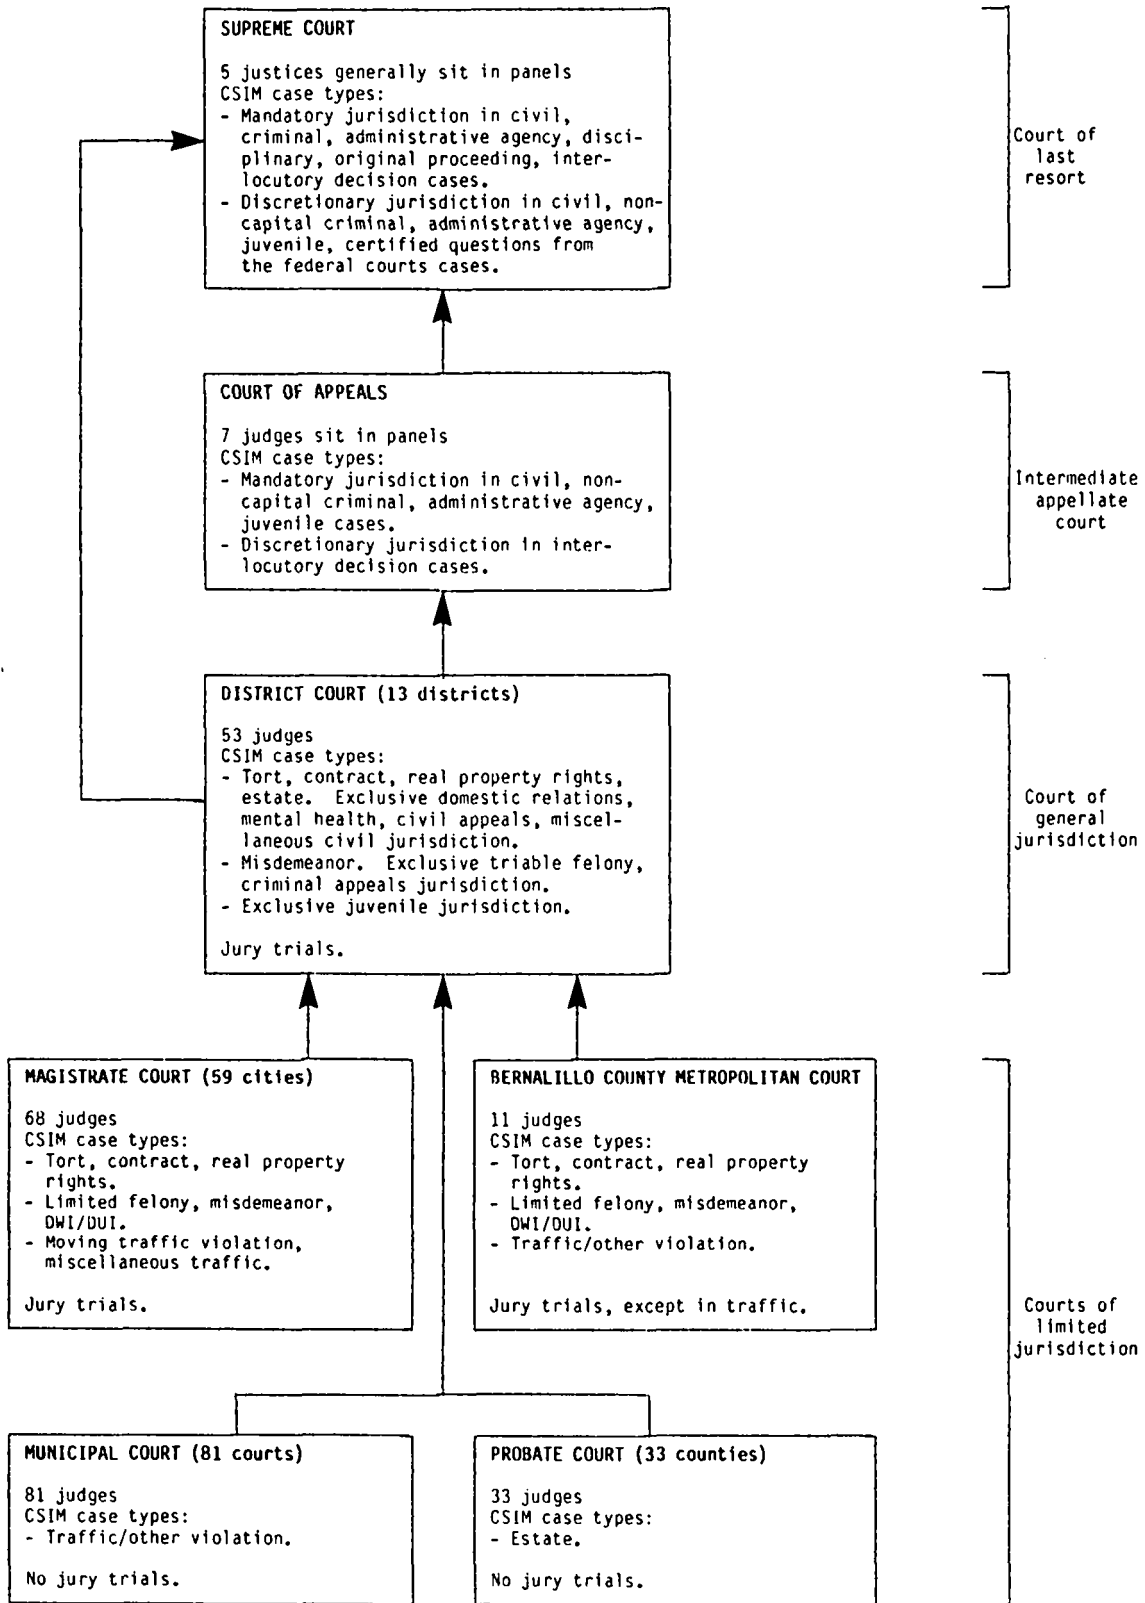 SUPREME COURT
5 justices generally sit in panels
CSIM case types:
- Mandatory jurisdiction in civil,
criminal, administrative agency, disci-
plinary, original proceeding, inter-
locutory decision cases.
- Discretionary jurisdiction in civil, non-
capital criminal, administrative agency,
juvenile, certified questions from
the federal courts cases.
Court of
last
resort
COURT OF APPEALS
7 judges sit in panels
CSIM case types:
- Mandatory jurisdiction in civil, non-
capital criminal, administrative agency,
juvenile cases.
- Discretionary jurisdiction in inter-
locutory decision cases.
Intermediate
appellate
court
DISTRICT COURT (13 districts)
53 judges
CSIM case types:
- Tort, contract, real property rights,
estate.  Exclusive domestic relations,
mental health, civil appeals, miscel-
laneous civil jurisdiction.
- Misdemeanor.  Exclusive triable felony,
criminal appeals jurisdiction.
- Exclusive juvenile jurisdiction.
Jury trials.
Court of
general
jurisdiction
MAGISTRATE COURT (59 cities)
68 judges
CSIM case types:
- Tort, contract, real property
rights.
- Limited felony, misdemeanor,
DWI/DUI.
- Moving traffic violation,
miscellaneous traffic.
Jury trials.
BERNALILLO COUNTY METROPOLITAN COURT
11 judges
CSIM case types:
- Tort, contract, real property
rights.
- Limited felony, misdemeanor,
DWI/DUI.
- Traffic/other violation.
Jury trials, except in traffic.
Courts of
limited
jurisdiction
MUNICIPAL COURT (81 courts)
81 judges
CSIM case types:
- Traffic/other violation.
No jury trials.
PROBATE COURT (33 counties)
33 judges
CSIM case types:
- Estate.
No jury trials.